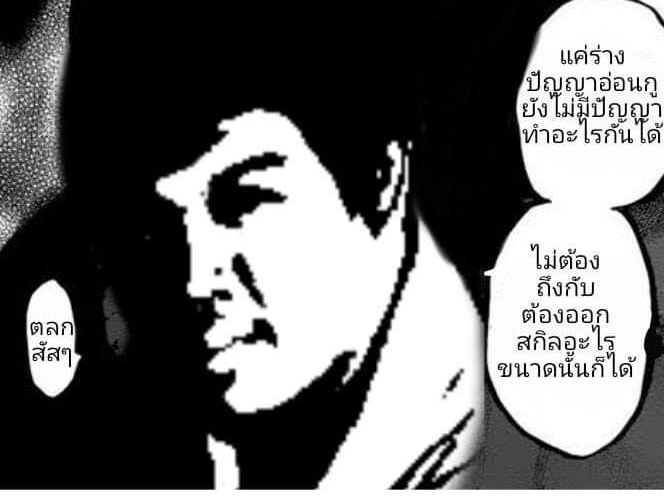 แค่ร่าง
ปัญญาอ่อนกู
ยังไม่มีปัญญา
ทำอะไรกันได้
ไม่ต้อง
ถึงกับ
ต้องออก
สกิลอะไร
ขนาดนั้นก็ได้
ตลก
สัสๆ